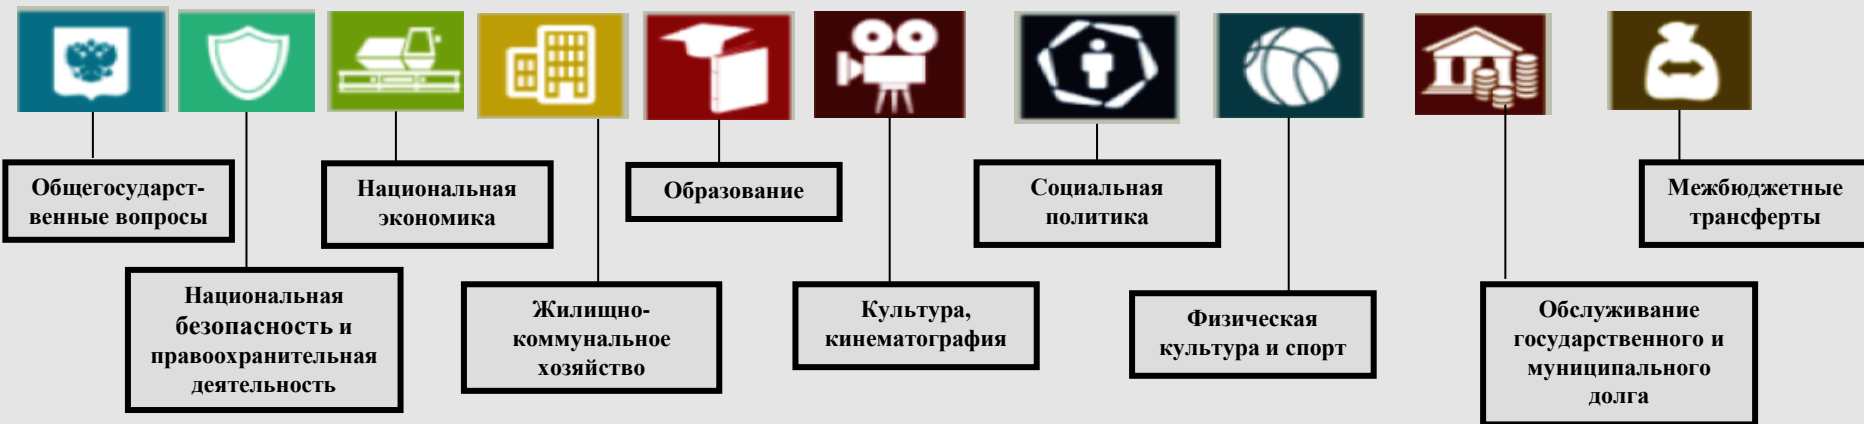 Общегосударст-
венные вопросы
Национальная
безопасность и
правоохранительная
деятельность
Национальная
экономика
Жилищно-
коммунальное
хозяйство
Образование
Культура,
кинематография
Социальная
политика
Физическая
культура и спорт
Обслуживание
государственного и
муниципального
долга
Межбюджетные
трансферты